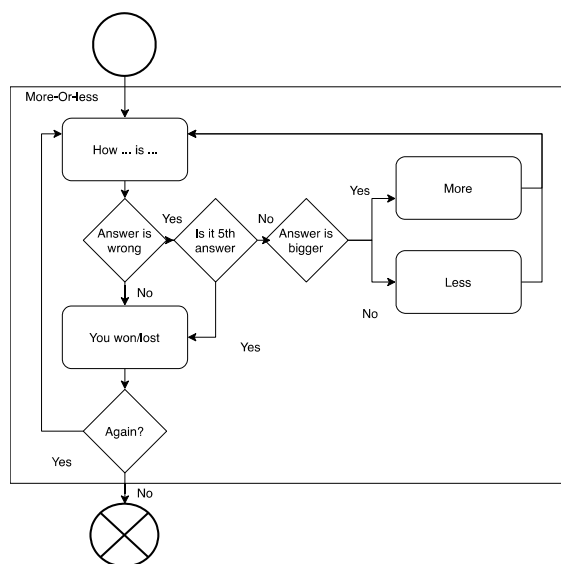 More-Or-less
How ... is ...
Answer is
wrong
Yes
Is it 5th
answer
No
Answer is
bigger
Yes
More
Less
No
No
You won/lost
Yes
Again?
Yes
No